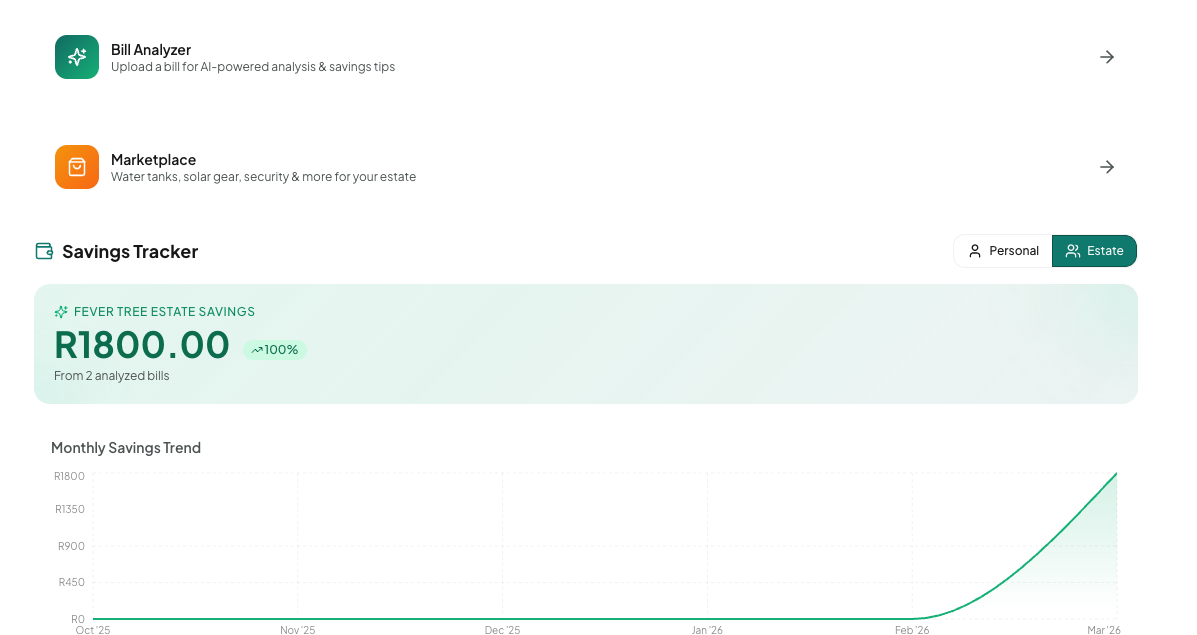 Bill Analyzer
Upload a bill for AI-powered analysis & savings tips
Marketplace
Water tanks, solar gear, security & more for your estate
Savings Tracker
Personal
Estate
FEVER TREE ESTATE SAVINGS
R1800.00
100%
From 2 analyzed bills
Monthly Savings Trend
R1800
R1350
R900
R450
R0
Oct '25
Nov '25
Dec '25
Jan '26
Feb '26
Mar '26